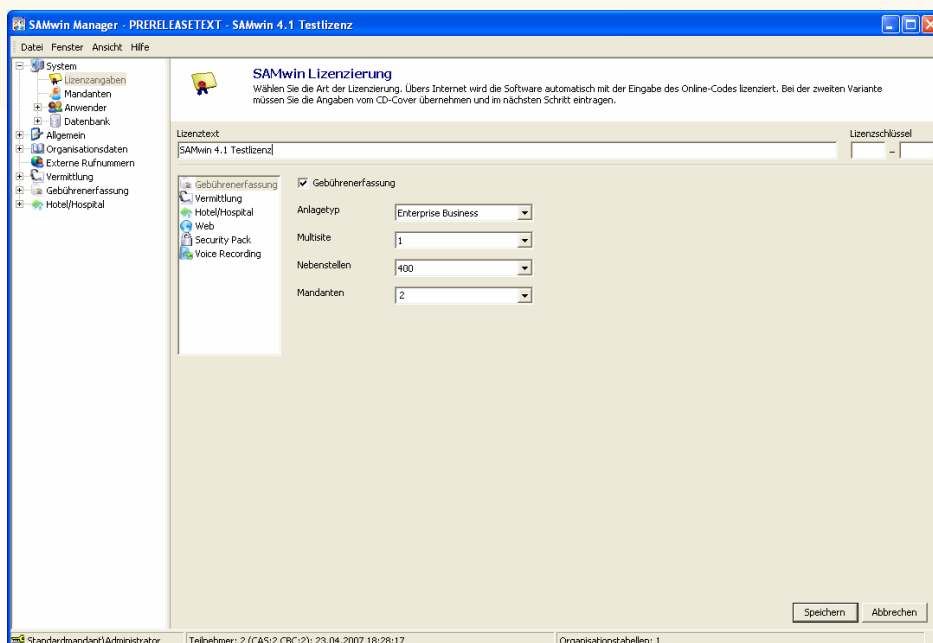 SAMwin Manager - PRERELEASETEXT - SAMwin 4.1 Testlizenz
Datei Fenster Ansicht Hilfe
System
Lizenzangaben
Mandanten
Anwender
Datenbank
Allgemein
Organisationsdaten
Externe Rufnummern
Vermittlung
Gebührenerfassung
Hotel/Hospital
SAMwin Lizenzierung
Wählen Sie die Art der Lizenzierung. Übers Internet wird die Software automatisch mit der Eingabe des Online-Codes lizenziert. Bei der zweiten Variante
müssen Sie die Angaben vom CD-Cover übernehmen und im nächsten Schritt eintragen.
Lizenztext
Lizenzschlüssel
SAMwin 4.1 Testlizenz
-
Gebührenerfassung
Vermittlung
Hotel/Hospital
Web
Security Pack
Voice Recording
Gebührenerfassung
Anlagetyp
Enterprise Business
Multisite
1
Nebenstellen
400
Mandanten
2
Speichern
Abbrechen
Standardmandant\Administrator
Teilnehmer: 2 (CAS:2 CBC:2); 23.04.2007 18:28:17
Organisationstabellen: 1